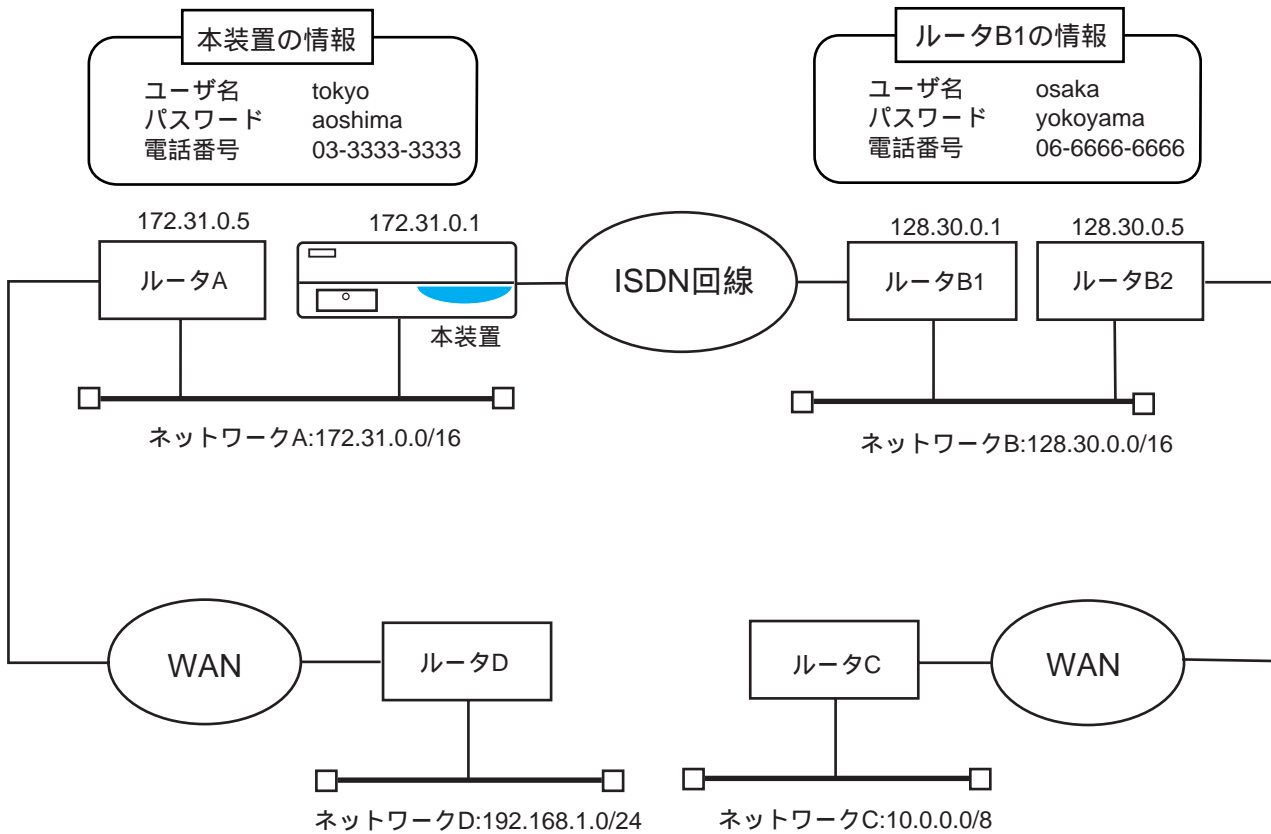 本装置の情報
ユーザ名 tokyo
パスワード aoshima
電話番号 03-3333-3333
ルータB1の情報
ユーザ名 osaka
パスワード yokoyama
電話番号 06-6666-6666
172.31.0.5
172.31.0.1
128.30.0.1
128.30.0.5
ルータA
本装置
ISDN回線
ルータB1
ルータB2
ネットワークA:172.31.0.0/16
ネットワークB:128.30.0.0/16
WAN
ルータD
ルータC
WAN
ネットワークD:192.168.1.0/24
ネットワークC:10.0.0.0/8